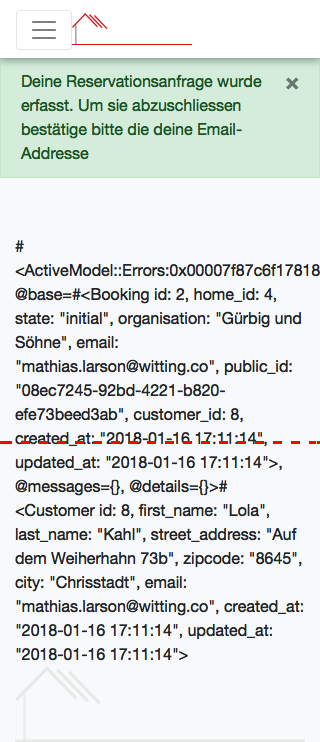 Deine Reservationsanfrage wurde
erfasst. Um sie abzuschliessen
bestätige bitte die deine Email-
Addresse
×
#
<ActiveModel::Errors:0x00007f87c6f17818
@base=#<Booking id: 2, home_id: 4,
state: "initial", organisation: "Gürbig und
Söhne", email:
"mathias.larson@witting.co", public_id:
"08ec7245-92bd-4221-b820-
efe73beed3ab", customer_id: 8,
created_at: "2018-01-16 17:11:14",
updated_at: "2018-01-16 17:11:14">,
@messages={}, @details={}>#
<Customer id: 8, first_name: "Lola",
last_name: "Kahl", street_address: "Auf
dem Weiherhahn 73b", zipcode: "8645",
city: "Chrisstadt", email:
"mathias.larson@witting.co", created_at:
"2018-01-16 17:11:14", updated_at:
"2018-01-16 17:11:14">